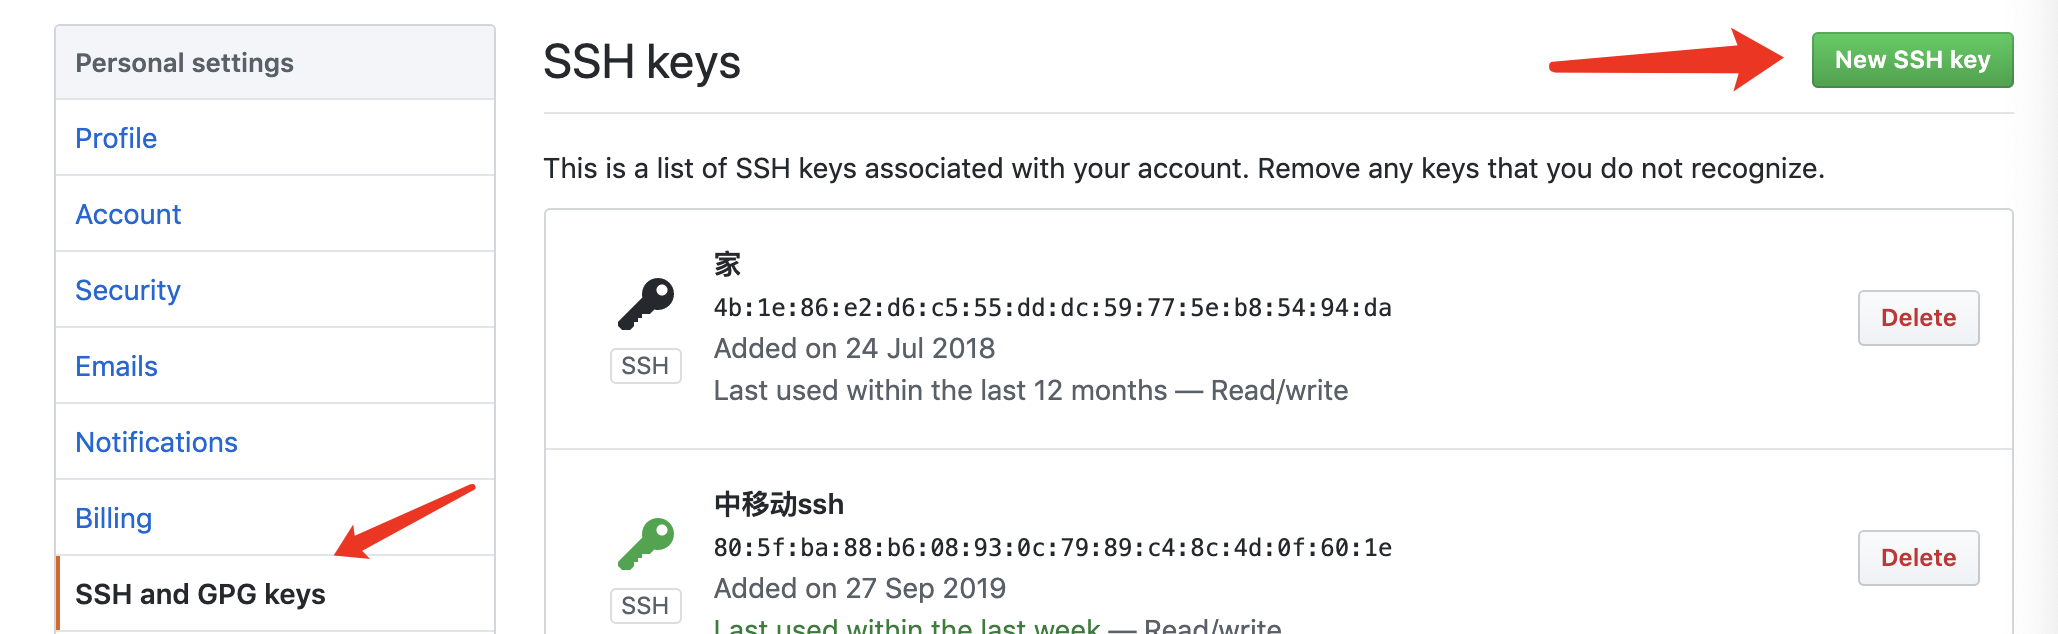 Personal settings
Profile
Account
Security
Emails
Notifications
Billing
SSH and GPG keys
SSH keys
New SSH key
This is a list of SSH keys associated with your account. Remove any keys that you do not recognize.
家
4b:1e:86:e2:d6:c5:55:dd:dc:59:77:5e:b8:54:94:da
SSH
Added on 24 Jul 2018
Last used within the last 12 months — Read/write
Delete
中移动ssh
80:5f:ba:88:b6:08:93:0c:79:89:c4:8c:4d:0f:60:1e
SSH
Added on 27 Sep 2019
Last used within the last week — Read/write
Delete